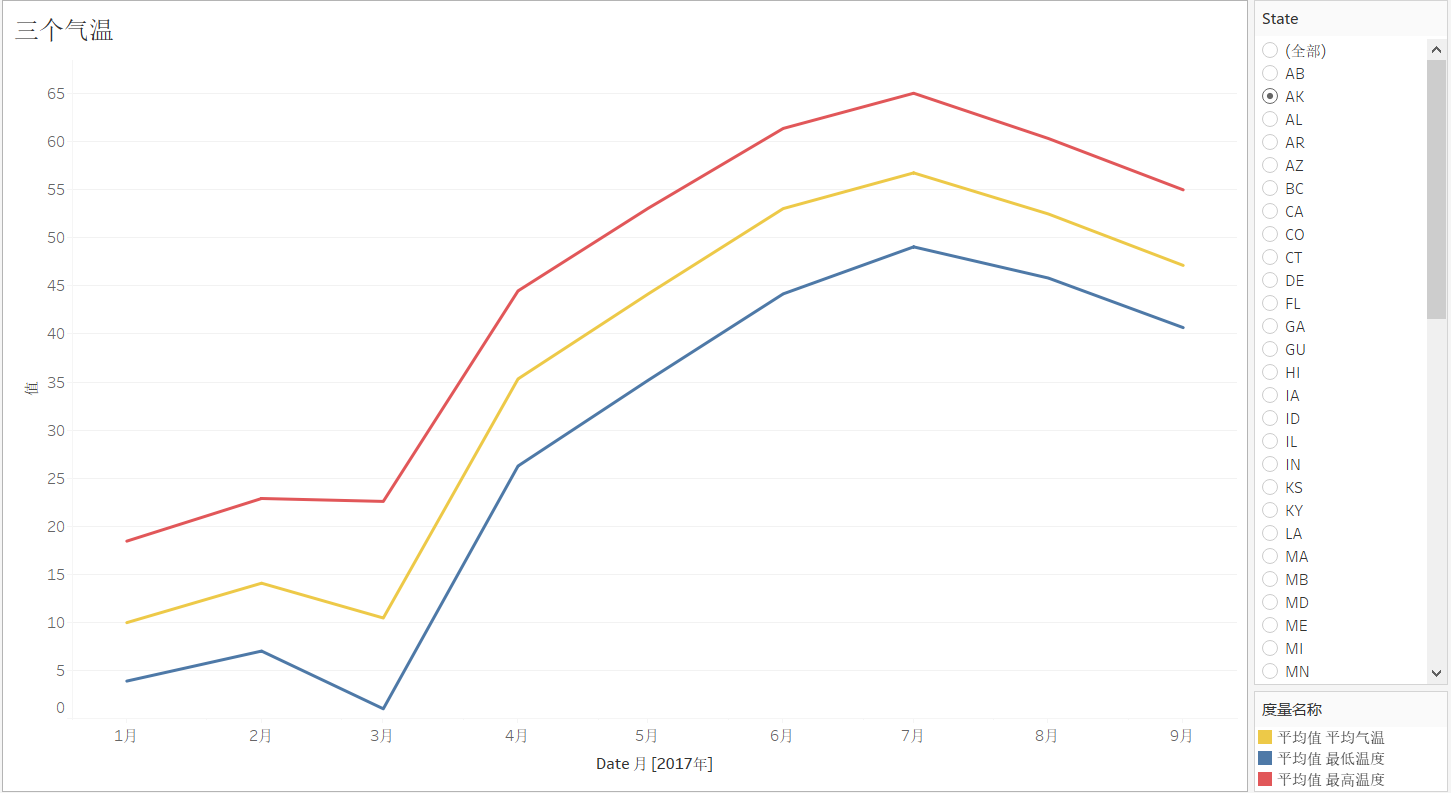 三个气温
65
60
55
50
45
40
35
30
25
20
15
10
5
0
值
1月
2月
3月
4月
5月
6月
7月
8月
9月
Date 月 [2017年]
State
(全部)
AB
AK
AL
AR
AZ
BC
CA
CO
CT
DE
FL
GA
GU
HI
IA
ID
IL
IN
KS
KY
LA
MA
MB
MD
ME
MI
MN
度量名称
平均值 平均气温
平均值 最低温度
平均值 最高温度